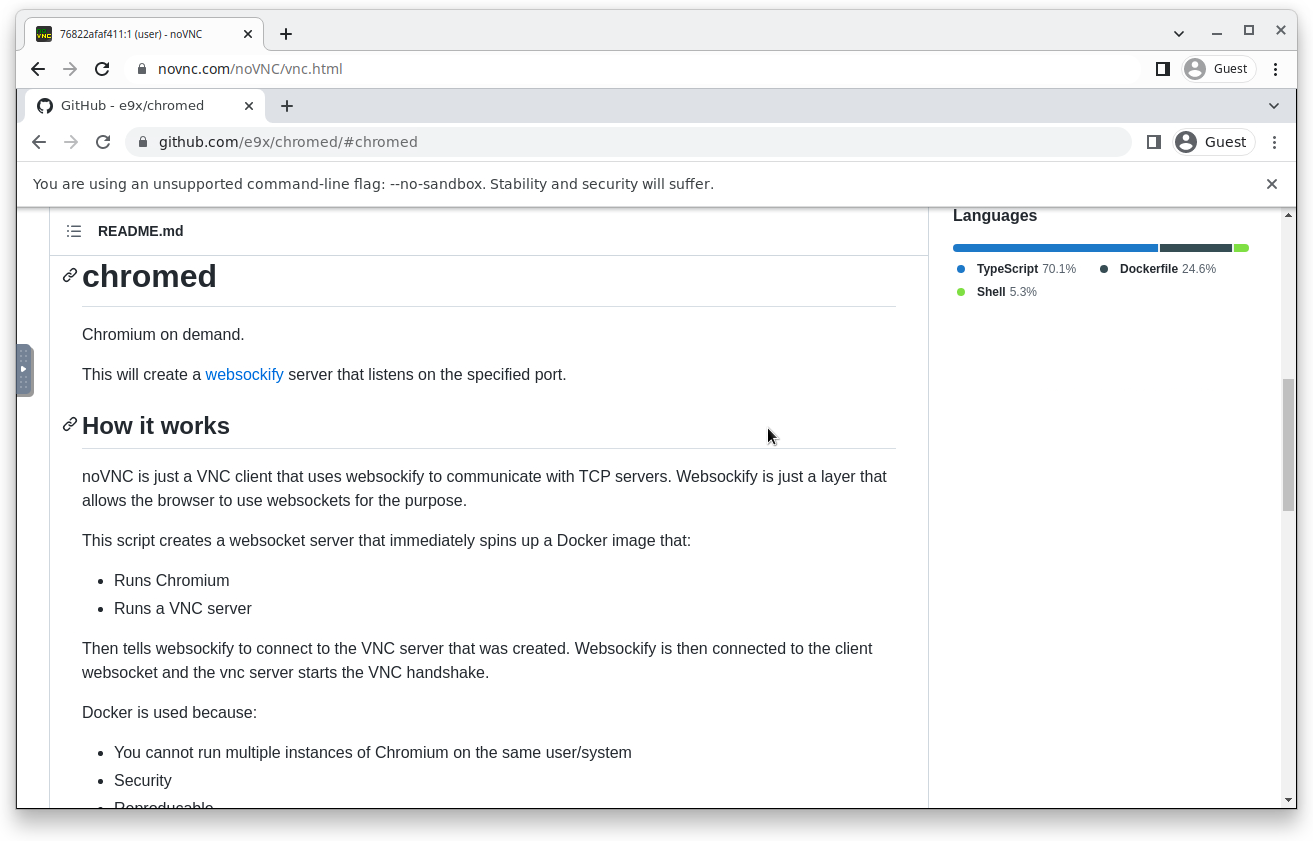 76822afaf411:1 (user) - noVNC
novnc.com/noVNC/vnc.html
Guest
GitHub - e9x/chromed
github.com/e9x/chromed/#chromed
Guest
You are using an unsupported command-line flag: --no-sandbox. Stability and security will suffer.
README.md
chromed
Chromium on demand.
This will create a websockify server that listens on the specified port.
How it works
noVNC is just a VNC client that uses websockify to communicate with TCP servers. Websockify is just a layer that
allows the browser to use websockets for the purpose.
This script creates a websocket server that immediately spins up a Docker image that:
• Runs Chromium
• Runs a VNC server
Then tells websockify to connect to the VNC server that was created. Websockify is then connected to the client
websocket and the vnc server starts the VNC handshake.
Docker is used because:
• You cannot run multiple instances of Chromium on the same user/system
• Security
• Reproducable
Languages
TypeScript 70.1% Dockerfile 24.6%
Shell 5.3%